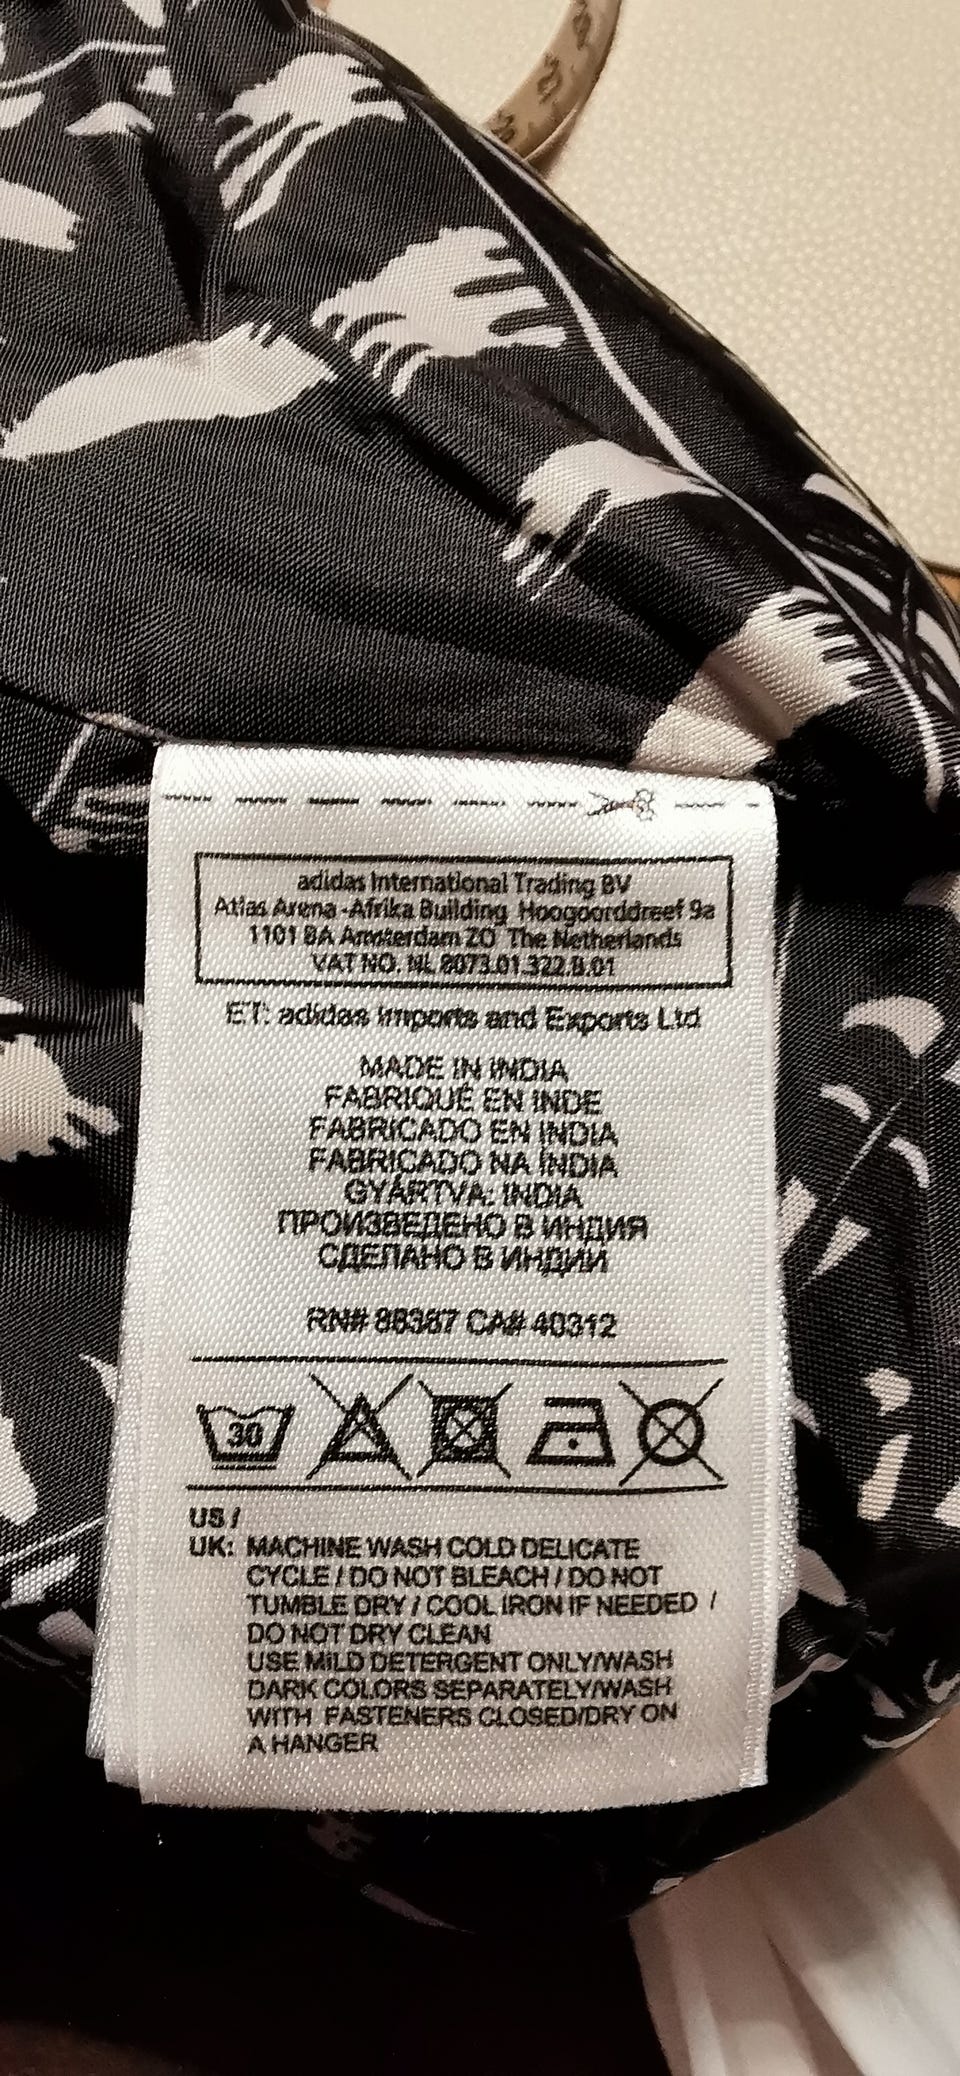 adidas International Trading BV
Atlas Arena -Afrika Building Hoogoorddreef 9a
1101 BA Amsterdam ZO The Netherlands
VAT NO. NL 8073.01.322.B.01
ET: adidas Imports and Exports Ltd
MADE IN INDIA
FABRIQUÉ EN INDE
FABRICADO EN INDIA
FABRICADO NA ÍNDIA
GYÁRTVA: INDIA
ПРОИЗВЕДЕНО В ИНДИЯ
СДЕЛАНО В ИНДИИ
RN# 88387 CA# 40312
30
US /
UK: MACHINE WASH COLD DELICATE
CYCLE / DO NOT BLEACH / DO NOT
TUMBLE DRY / COOL IRON IF NEEDED /
DO NOT DRY CLEAN
USE MILD DETERGENT ONLY/WASH
DARK COLORS SEPARATELY/WASH
WITH FASTENERS CLOSED/DRY ON
A HANGER